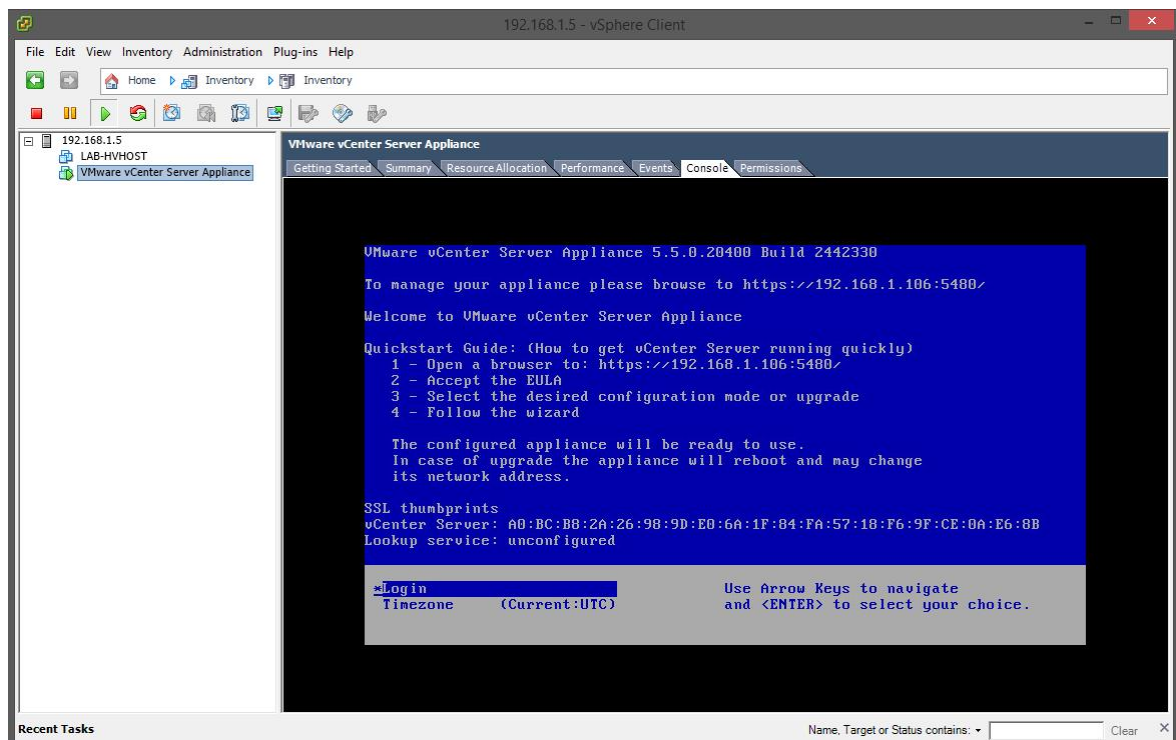 192.168.1.5 - vSphere Client
File Edit View Inventory Administration Plug-ins Help
Home Inventory Inventory
192.168.1.5
LAB-HVHOST
VMware vCenter Server Appliance
VMware vCenter Server Appliance
Getting Started Summary Resource Allocation Performance Events Console Permissions
VMware vCenter Server Appliance 5.5.0.20400 Build 2442330
To manage your appliance please browse to https://192.168.1.106:5480/
Welcome to VMware vCenter Server Appliance
Quickstart Guide: (How to get vCenter Server running quickly)
1 - Open a browser to: https://192.168.1.106:5480/
2 - Accept the EULA
3 - Select the desired configuration mode or upgrade
4 - Follow the wizard
The configured appliance will be ready to use.
In case of upgrade the appliance will reboot and may change
its network address.
SSL thumbprints
vCenter Server: A0:BC:B8:2A:26:98:9D:E0:6A:1F:84:FA:57:18:F6:9F:CE:0A:E6:8B
Lookup service: unconfigured
*Login Use Arrow Keys to navigate
Timezone (Current:UTC) and <ENTER> to select your choice.
Recent Tasks Name, Target or Status contains: Clear